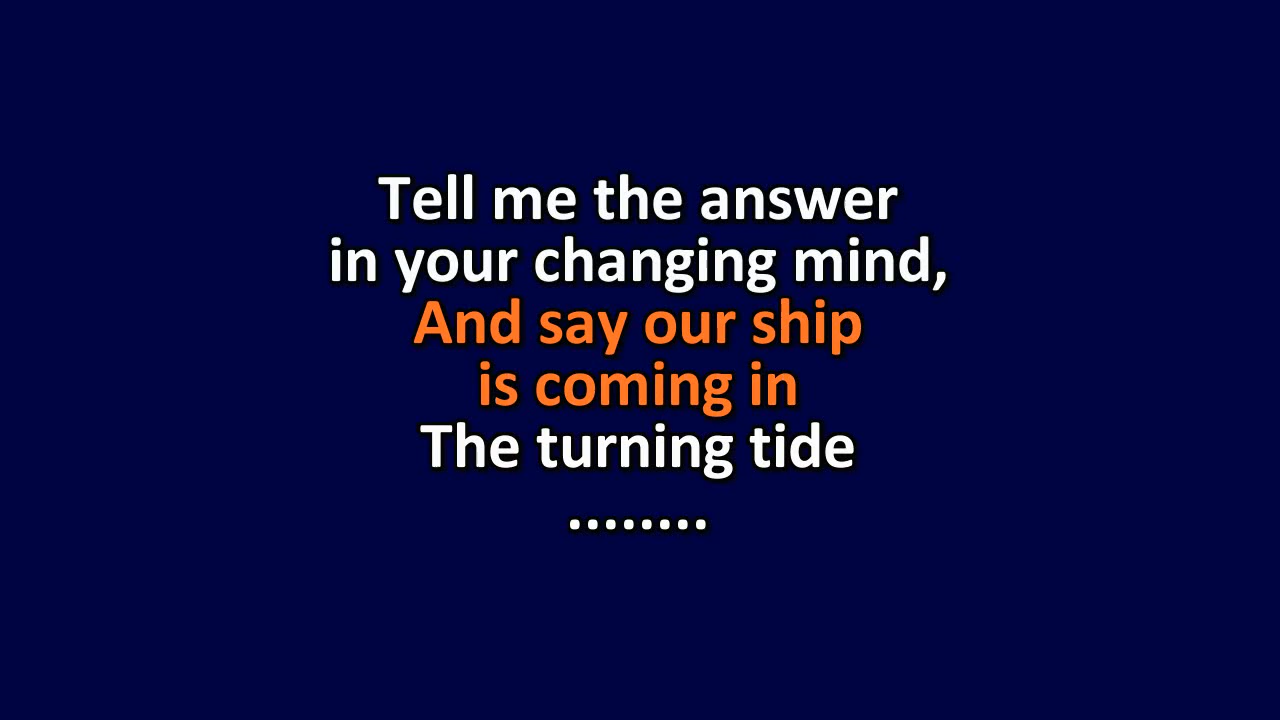 Tell me the answer
in your changing mind,
And say our ship
is coming in
The turning tide
........